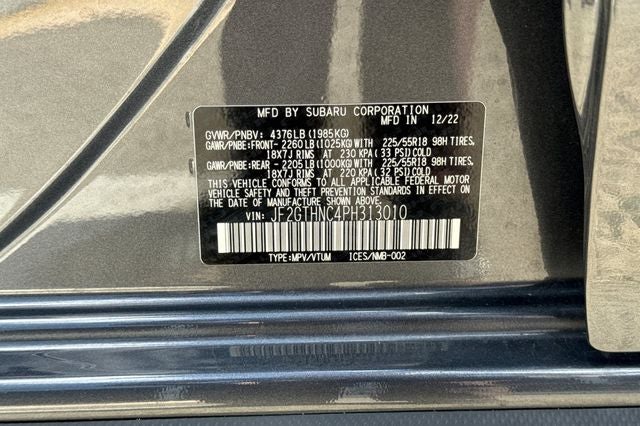 MFD BY SUBARU CORPORATION
MFD IN 12/22
GVWR/PNBV: 4376LB (1985KG)
GAWR/PNBE:FRONT- 2260LB (1025KG)WITH 225/55R18 98H TIRES,
18X7J RIMS AT 230 KPA (33 PSI)COLD
GAWR/PNBE:REAR - 2205LB (1000KG)WITH 225/55R18 98H TIRES,
18X7J RIMS AT 220 KPA (32 PSI)COLD
THIS VEHICLE CONFORMS TO ALL APPLICABLE FEDERAL MOTOR
VEHICLE SAFETY AND THEFT PREVENTION STANDARDS IN EFFECT
ON THE DATE OF MANUFACTURE SHOWN ABOVE.
VIN: JF2GTHNC4PH313010
TYPE:MPV/VTUM ICES/NMB-002